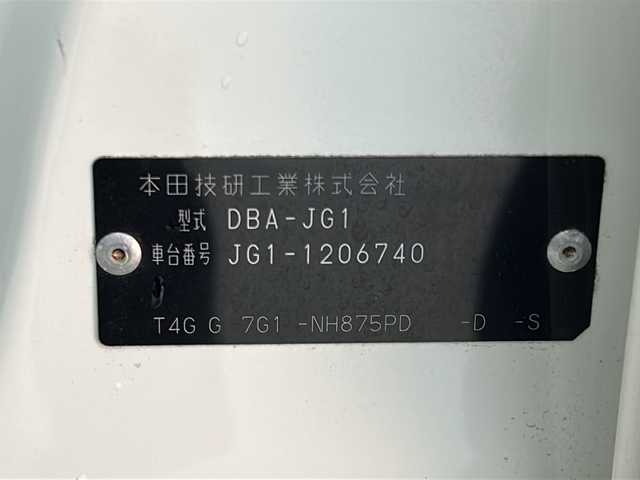 本田技研工業株式会社
型式 DBA-JG1
車台番号 JG1-1206740
T4G G 7G1 -NH875PD -D -S